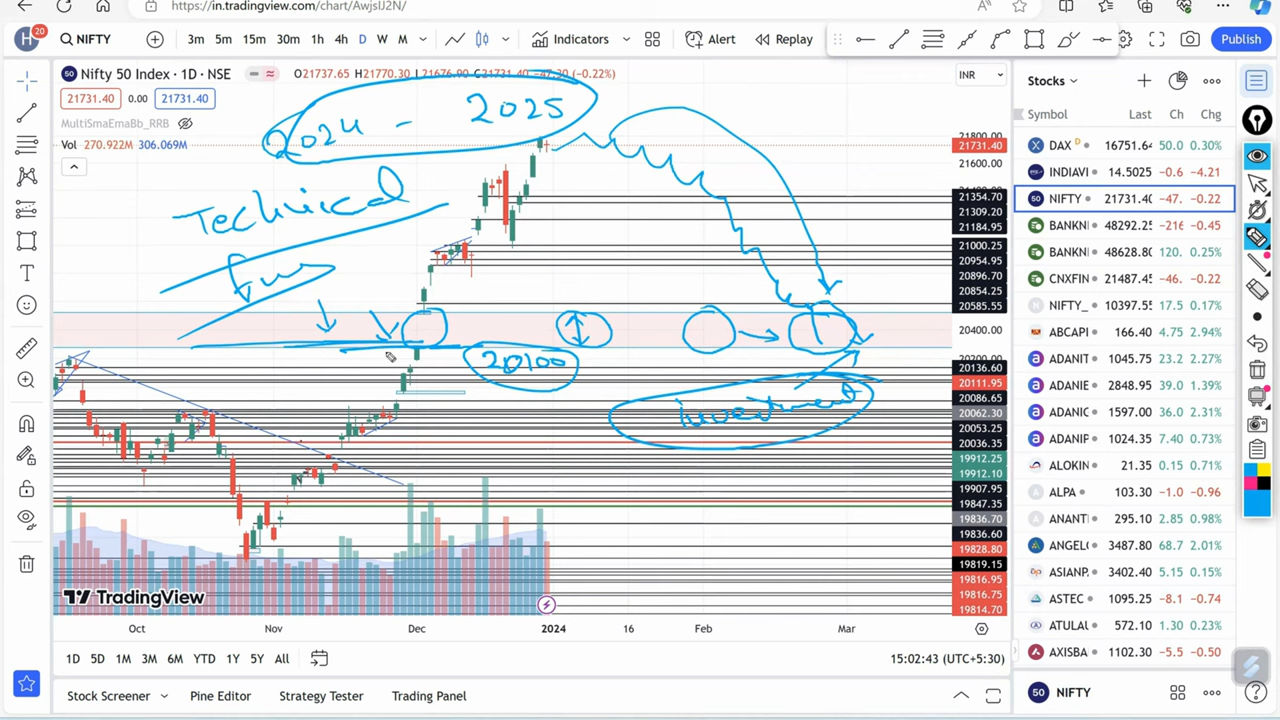 https://in.tradingview.com/chart/AwjsIJ2N/
H 20 NIFTY 3m 5m 15m 30m 1h 4h D W M Indicators Alert Replay Publish
Nifty 50 Index · 1D · NSE O21737.65 H21770.30 L21676.90 C21731.40 -47.30 (-0.22%) INR
21731.40 0.00 21731.40
MultiSmaEmaBb_RRB
Vol 270.922M 306.069M
2024 - 2025
Technical
20100
investment
21800.00
21731.40
21600.00
21354.70
21309.20
21184.95
21000.25
20954.95
20896.70
20854.25
20585.55
20400.00
20200.00
20136.60
20111.95
20086.65
20062.30
20053.25
20036.35
19912.25
19912.10
19907.95
19847.35
19836.70
19836.60
19828.80
19819.15
19816.95
19816.75
19814.70
TradingView
Oct Nov Dec 2024 16 Feb Mar
1D 5D 1M 3M 6M YTD 1Y 5Y All 15:02:43 (UTC+5:30)
Stock Screener Pine Editor Strategy Tester Trading Panel
Stocks
Symbol Last Ch Chg
DAX D 16751.64 50.0 0.30%
INDIAVI 14.5025 -0.6 -4.21
NIFTY 21731.40 -47. -0.22
BANKNI 48292.25 -216 -0.45
BANKNI 48628.80 120. 0.25%
CNXFIN 21487.45 -46. -0.22
NIFTY_ 10397.55 17.5 0.17%
ABCAPI 166.40 4.75 2.94%
ADANIT 1045.75 23.2 2.27%
ADANIE 2848.95 39.0 1.39%
ADANIC 1597.00 36.0 2.31%
ADANIP 1024.35 7.40 0.73%
ALOKIN 21.35 0.15 0.71%
ALPA 103.30 -1.0 -0.96
ANANT 295.10 2.85 0.98%
ANGEL 3487.80 68.7 2.01%
ASIANP 3402.40 5.15 0.15%
ASTEC 1095.25 -8.1 -0.74
ATULAU 572.10 1.30 0.23%
AXISBA 1102.30 -5.5 -0.50
50 NIFTY